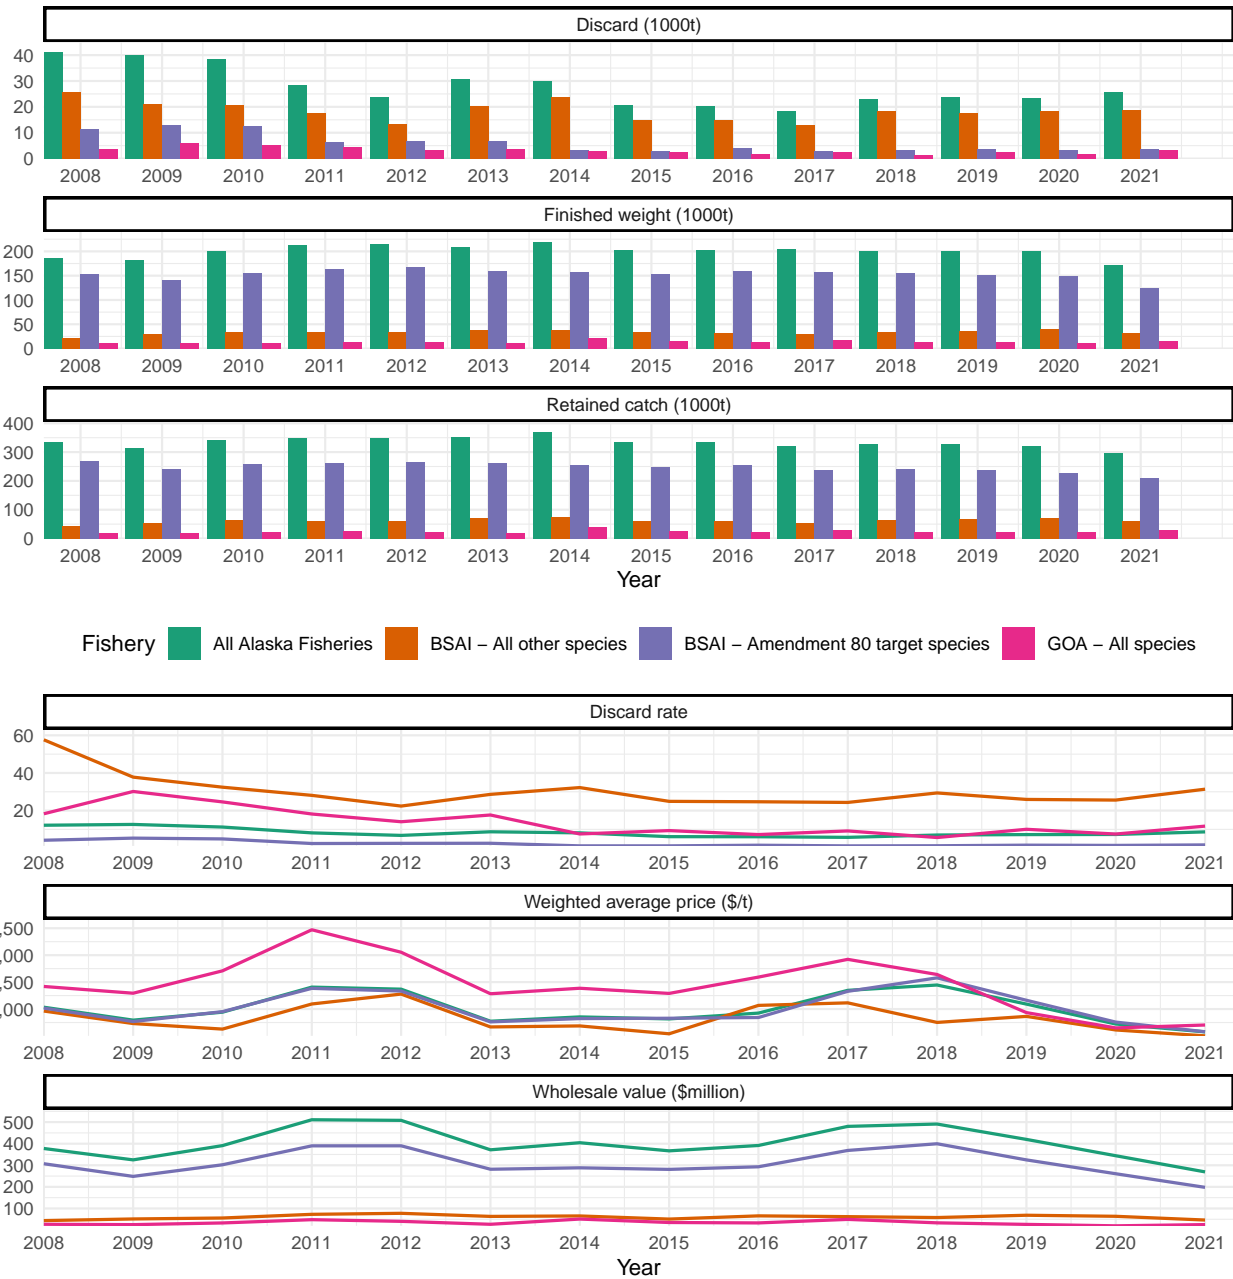 Discard (1000t)
40
30
20
10
0
2008 2009 2010 2011 2012 2013 2014 2015 2016 2017 2018 2019 2020 2021
Finished weight (1000t)
200
150
100
50
0
2008 2009 2010 2011 2012 2013 2014 2015 2016 2017 2018 2019 2020 2021
Retained catch (1000t)
400
300
200
100
0
2008 2009 2010 2011 2012 2013 2014 2015 2016 2017 2018 2019 2020 2021
Year
Fishery All Alaska Fisheries BSAI − All other species BSAI − Amendment 80 target species GOA − All species
Discard rate
60
40
20
2008 2009 2010 2011 2012 2013 2014 2015 2016 2017 2018 2019 2020 2021
Weighted average price ($/t)
,500
,000
,500
,000
2008 2009 2010 2011 2012 2013 2014 2015 2016 2017 2018 2019 2020 2021
Wholesale value ($million)
500
400
300
200
100
2008 2009 2010 2011 2012 2013 2014 2015 2016 2017 2018 2019 2020 2021
Year